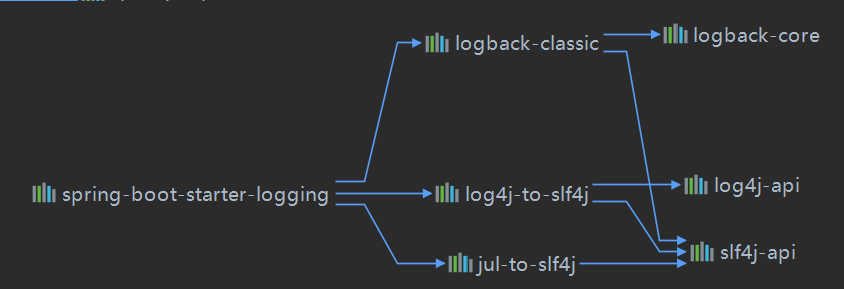 logback-classic
logback-core
spring-boot-starter-logging
log4j-to-slf4j
log4j-api
jul-to-slf4j
slf4j-api